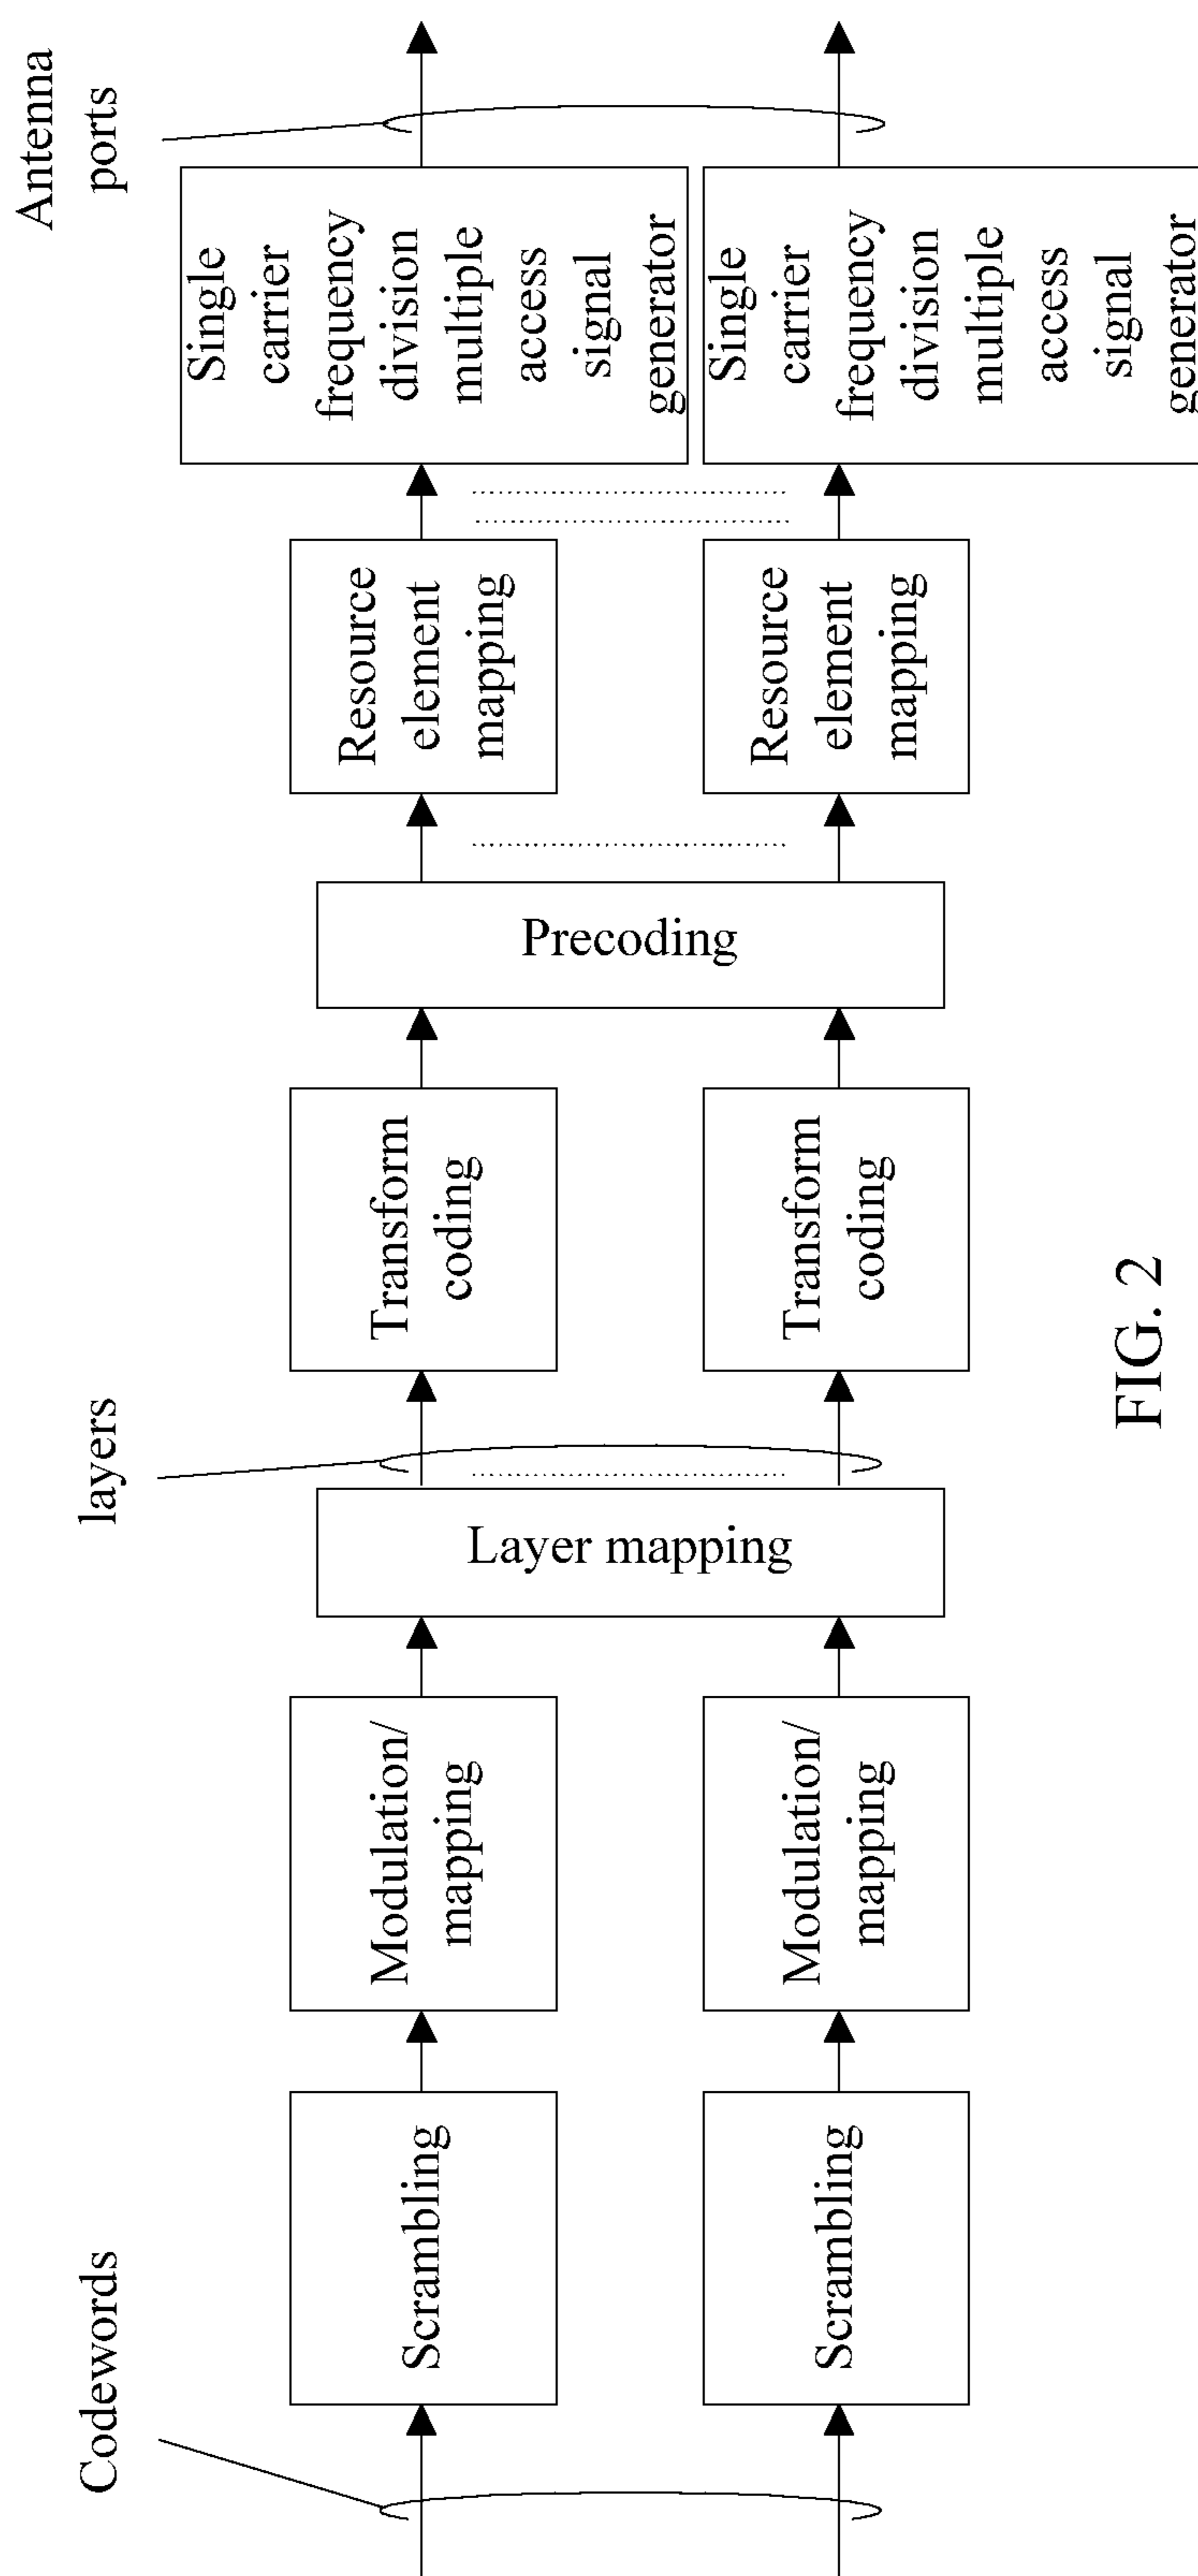 Codewords
layers
Antenna
ports
Scrambling
Modulation/
mapping
Layer mapping
Transform
coding
Precoding
Resource
element
mapping
Single
carrier
frequency
division
multiple
access
signal
generator
Scrambling
Modulation/
mapping
Transform
coding
Resource
element
mapping
Single
carrier
frequency
division
multiple
access
signal
generator
FIG. 2